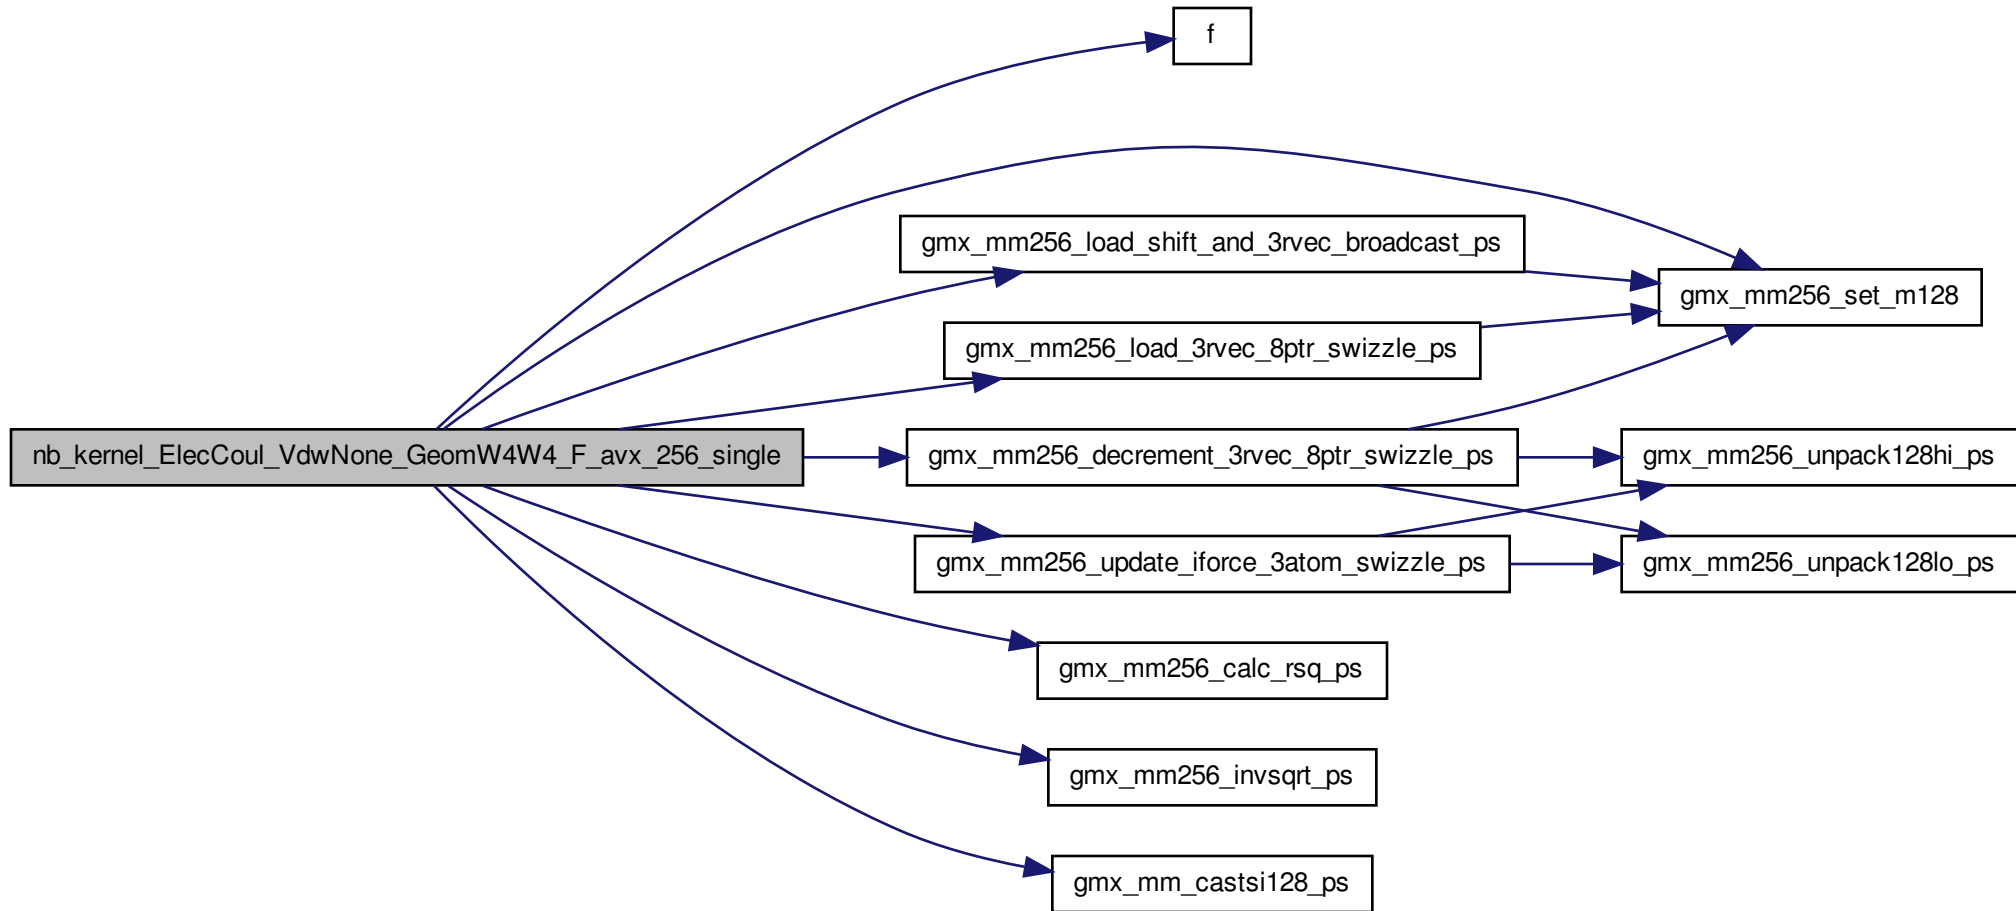 f
gmx_mm256_load_shift_and_3rvec_broadcast_ps
gmx_mm256_set_m128
gmx_mm256_load_3rvec_8ptr_swizzle_ps
nb_kernel_ElecCoul_VdwNone_GeomW4W4_F_avx_256_single
gmx_mm256_decrement_3rvec_8ptr_swizzle_ps
gmx_mm256_unpack128hi_ps
gmx_mm256_update_iforce_3atom_swizzle_ps
gmx_mm256_unpack128lo_ps
gmx_mm256_calc_rsq_ps
gmx_mm256_invsqrt_ps
gmx_mm_castsi128_ps